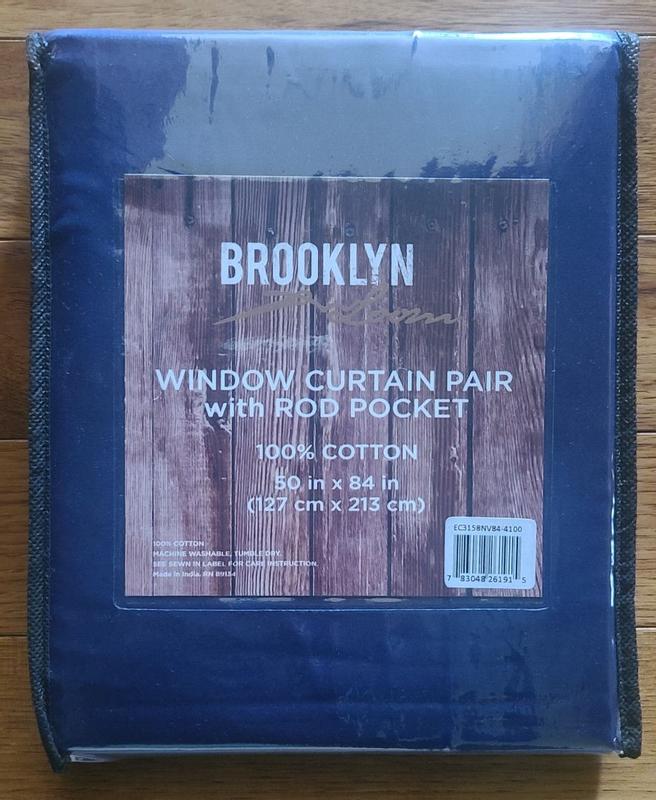 BROOKLYN
Loom
WINDOW CURTAIN PAIR
with ROD POCKET
100% COTTON
50 in x 84 in
(127 cm x 213 cm)
EC3158NV84-4100
7 83048 26191 5
100% COTTON
MACHINE WASHABLE, TUMBLE DRY.
SEE SEWN IN LABEL FOR CARE INSTRUCTION.
Made in India. RN 89134